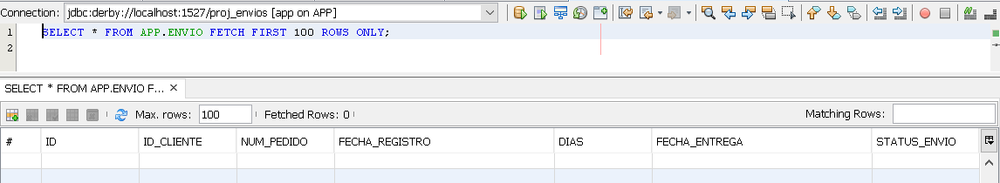 Connection: jdbc:derby://localhost:1527/proj_envios [app on APP]
1 SELECT * FROM APP.ENVIO FETCH FIRST 100 ROWS ONLY;
2
SELECT * FROM APP.ENVIO F... ×
Max. rows: 100 Fetched Rows: 0 Matching Rows:
# ID ID_CLIENTE NUM_PEDIDO FECHA_REGISTRO DIAS FECHA_ENTREGA STATUS_ENVIO